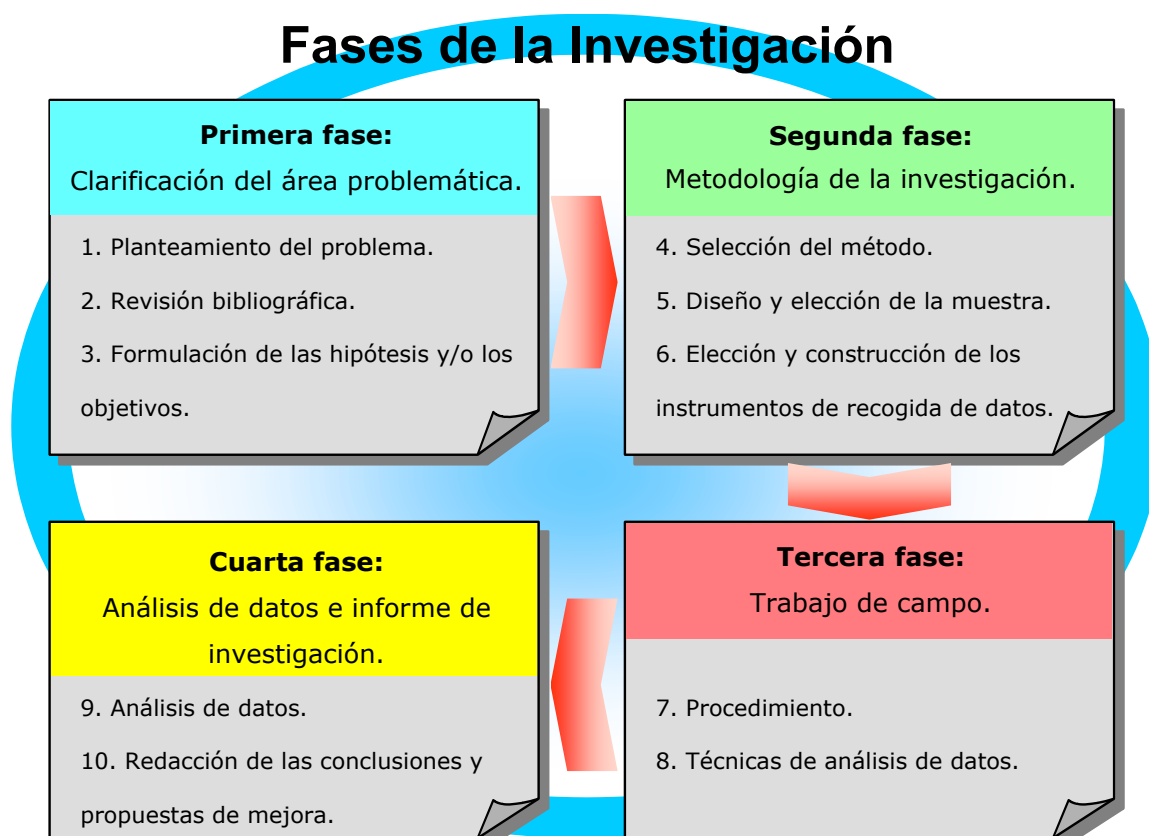 Fases de la Investigación
Primera fase:
Clarificación del área problemática.
1. Planteamiento del problema.
2. Revisión bibliográfica.
3. Formulación de las hipótesis y/o los
objetivos.
Segunda fase:
Metodología de la investigación.
4. Selección del método.
5. Diseño y elección de la muestra.
6. Elección y construcción de los
instrumentos de recogida de datos.
Tercera fase:
Trabajo de campo.
7. Procedimiento.
8. Técnicas de análisis de datos.
Cuarta fase:
Análisis de datos e informe de
investigación.
9. Análisis de datos.
10. Redacción de las conclusiones y
propuestas de mejora.